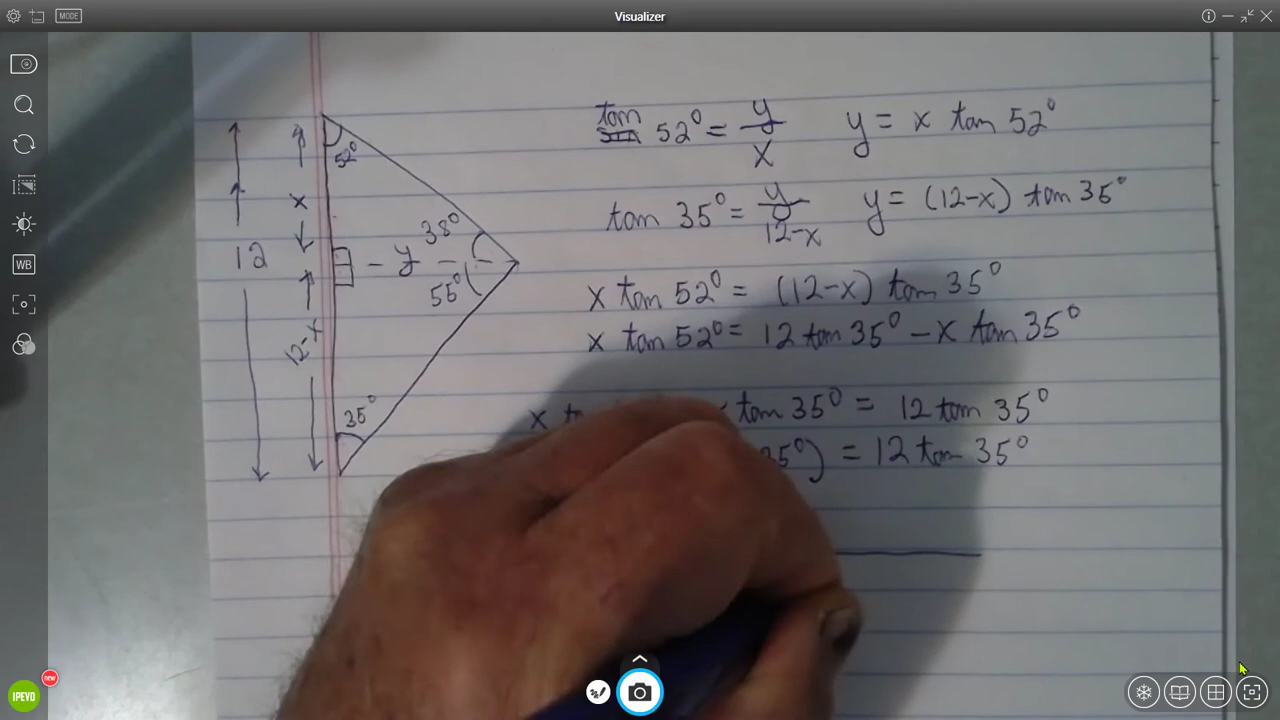 Visualizer
MODE
WB
52°
x
12
y
38°
55°
12-x
35°
tan 52° = y/x y = x tan 52°
tan 35° = y/12-x y = (12-x) tan 35°
x tan 52° = (12-x) tan 35°
x tan 52° = 12 tan 35° - x tan 35°
x tan 35° = 12 tan 35°
35°) = 12 tan 35°
IPEVO
new